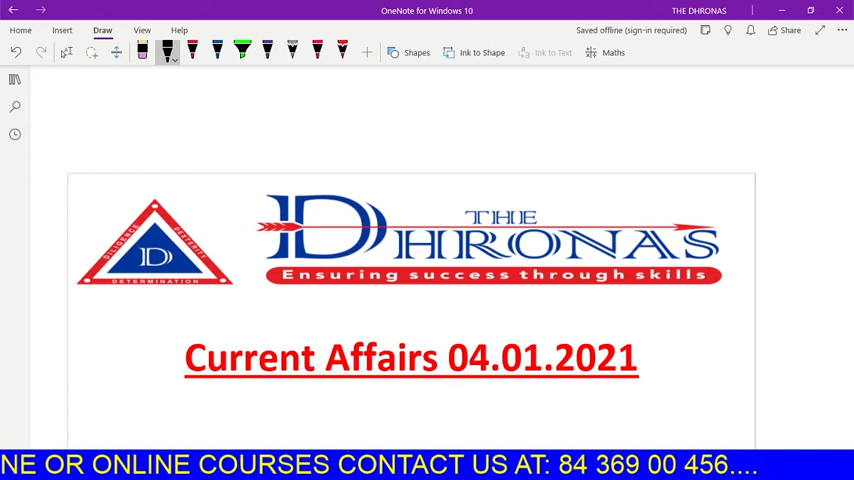 OneNote for Windows 10
THE DHRONAS
Home Insert Draw View Help
Saved offline (sign-in required)
Share
Shapes
Ink to Shape
Ink to Text
Maths
DILIGENCE
DEXTERITY
D
DETERMINATION
THE
DHRONAS
Ensuring success through skills
Current Affairs 04.01.2021
NE OR ONLINE COURSES CONTACT US AT: 84 369 00 456....